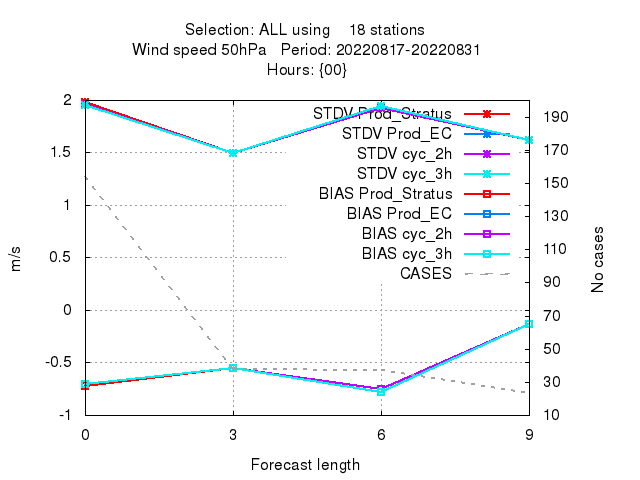 Selection: ALL using 18 stations
Wind speed 50hPa Period: 20220817-20220831
Hours: {00}
STDV Prod_Stratus
STDV Prod_EC
STDV cyc_2h
STDV cyc_3h
BIAS Prod_Stratus
BIAS Prod_EC
BIAS cyc_2h
BIAS cyc_3h
CASES
2
1.5
1
0.5
0
-0.5
-1
m/s
190
170
150
130
110
90
70
50
30
10
No cases
0 3 6 9
Forecast length